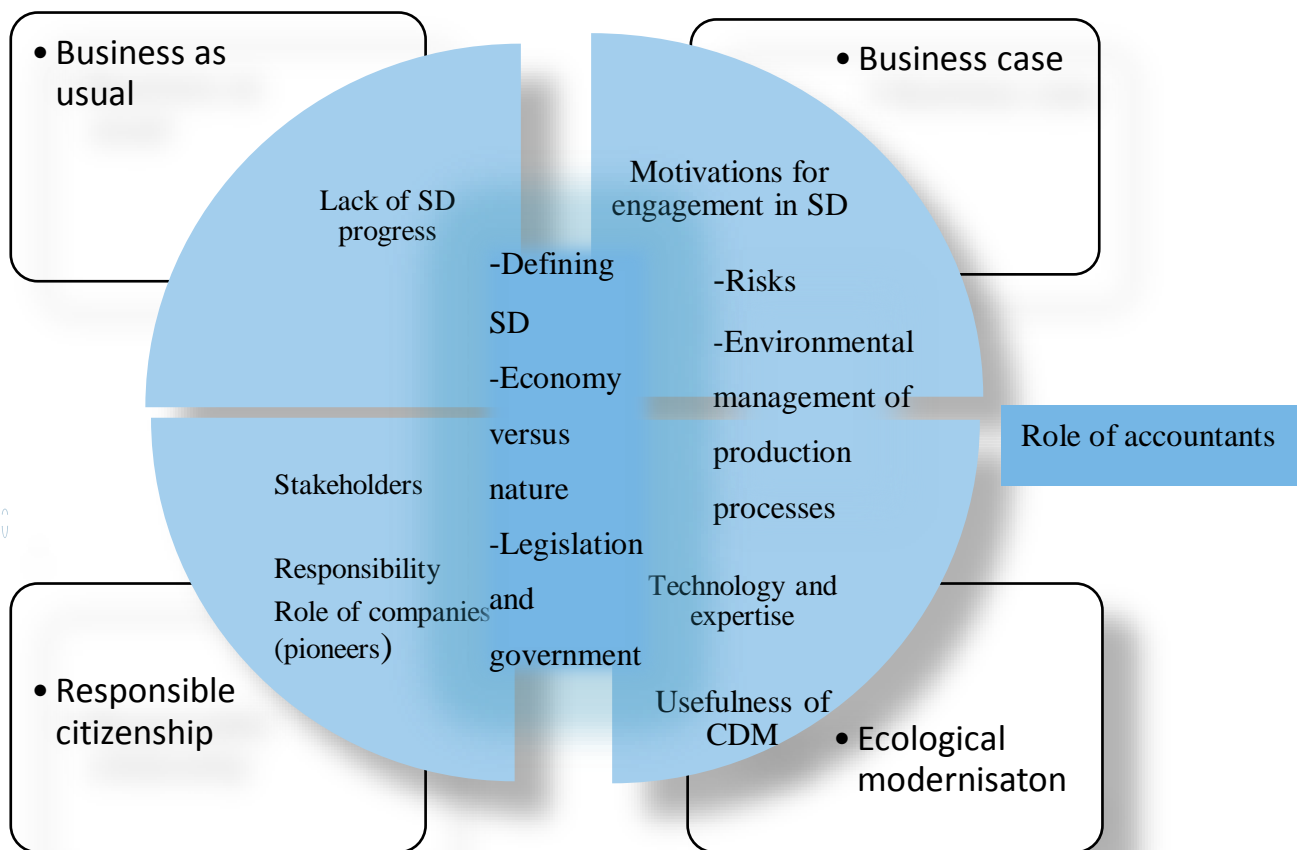 • Business as
usual
• Business case
Lack of SD
progress
Motivations for
engagement in SD
-Risks
-Environmental
management of
production
processes
-Defining
SD
-Economy
versus
nature
-Legislation
and
government
Role of accountants
Stakeholders
Responsibility
Role of companies
(pioneers)
Technology and
expertise
Usefulness of
CDM
• Responsible
citizenship
• Ecological
modernisaton